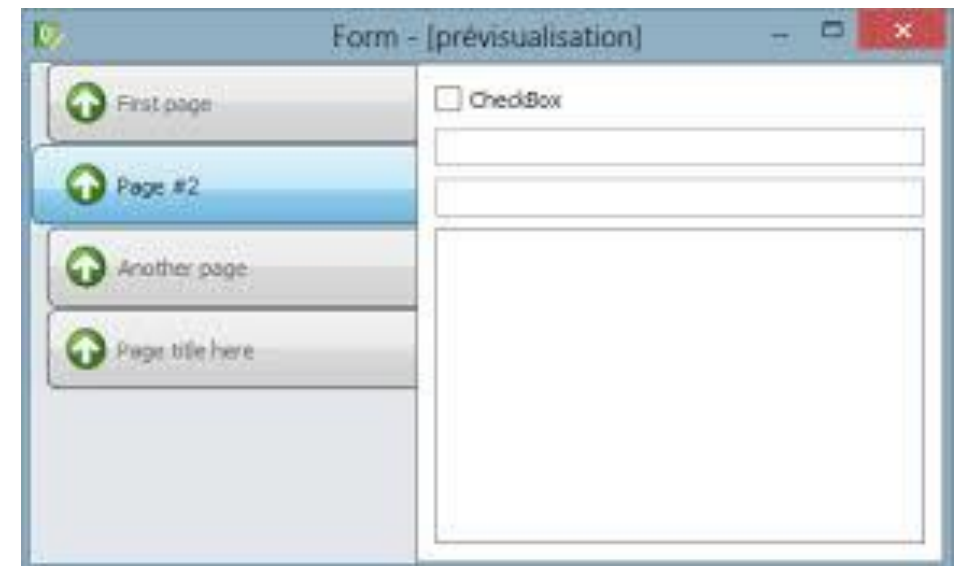 Form - [prévisualisation]
First page
CheckBox
Page #2
Another page
Page title here